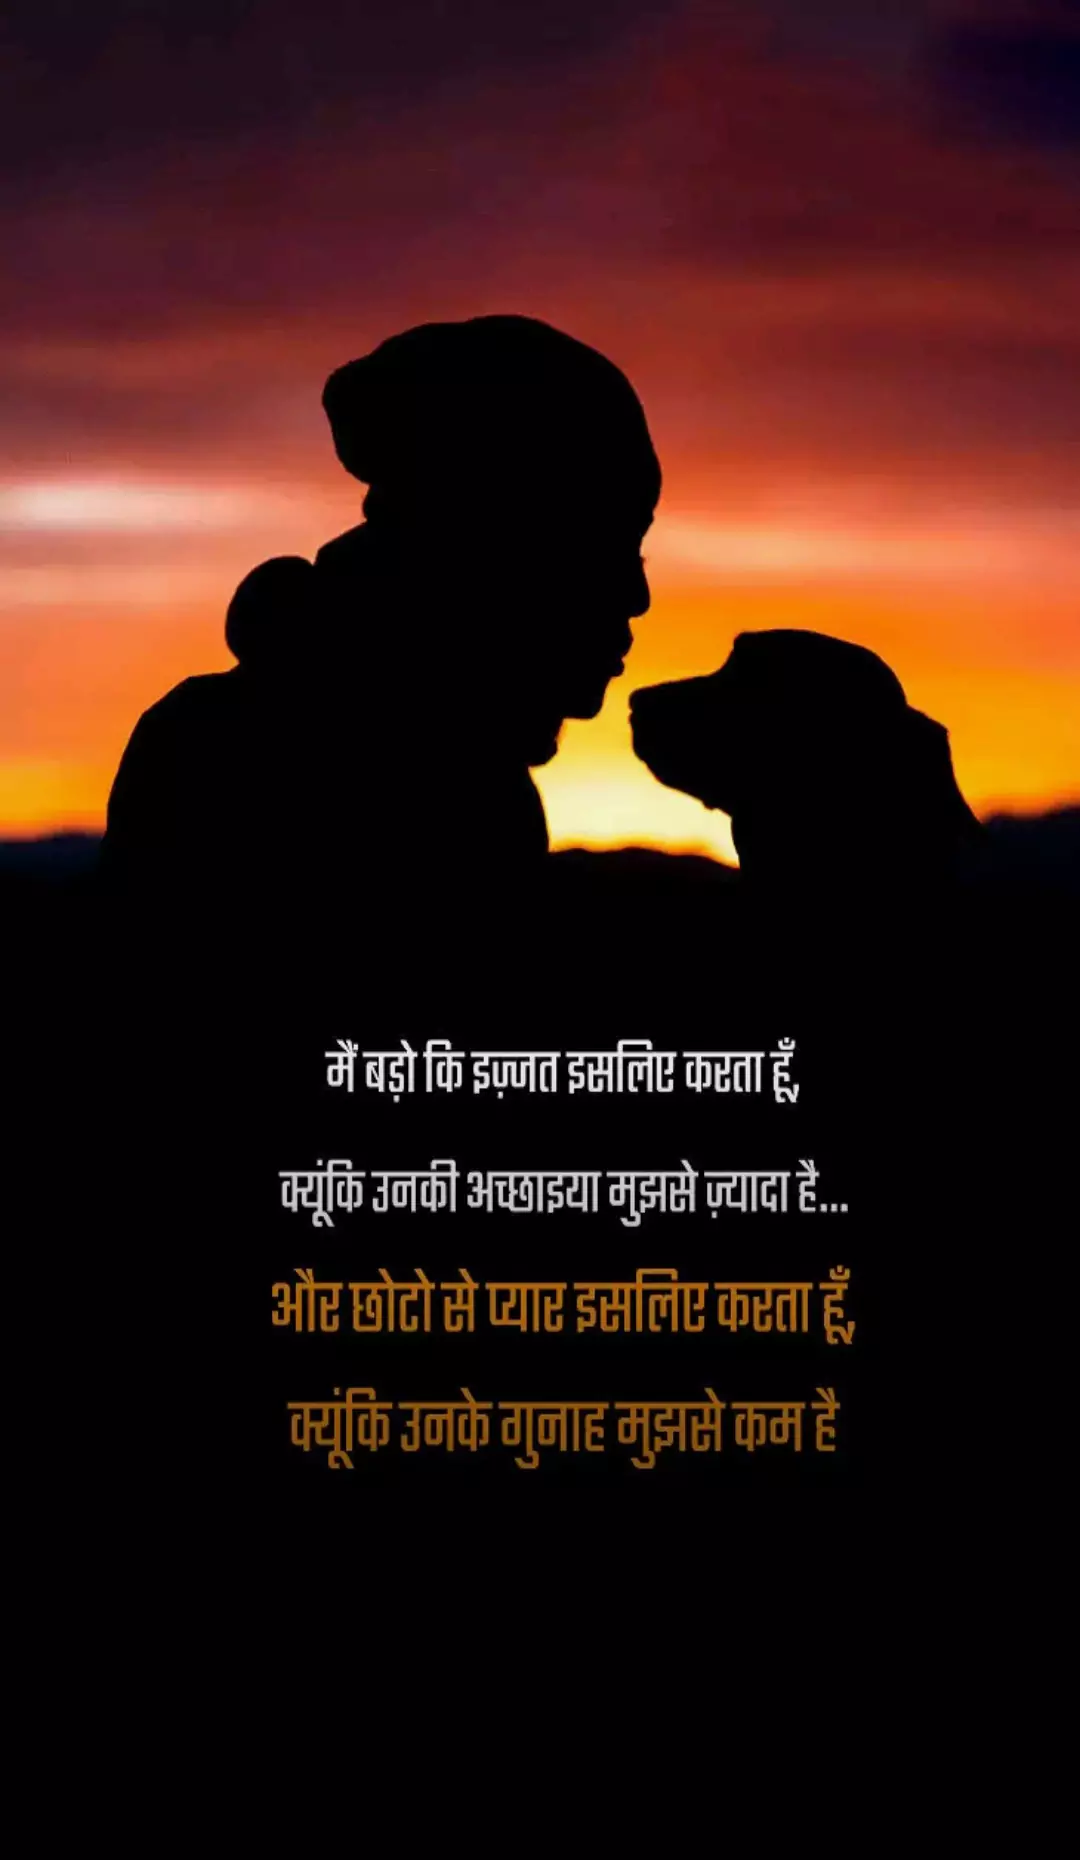 मैं बड़ो कि इज़्जत इसलिए करता हूँ,
क्यूंकि उनकी अच्छाइया मुझसे ज़्यादा है...
और छोटो से प्यार इसलिए करता हूँ,
क्यूंकि उनके गुनाह मुझसे कम है